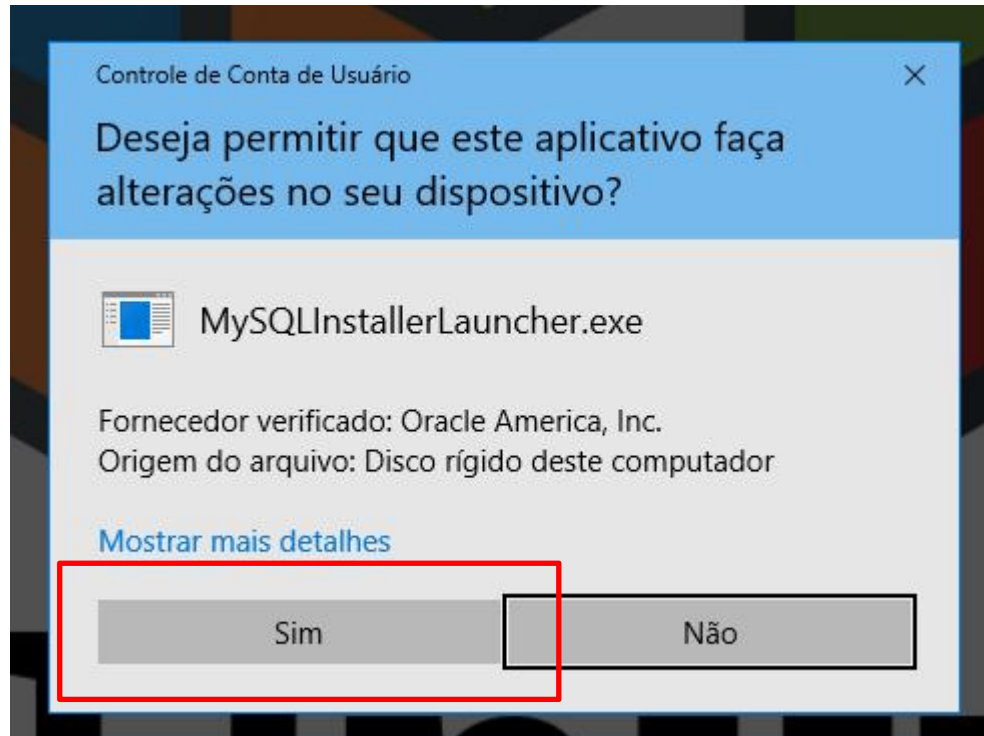 Controle de Conta de Usuário
Deseja permitir que este aplicativo faça
alterações no seu dispositivo?
MySQLInstallerLauncher.exe
Fornecedor verificado: Oracle America, Inc.
Origem do arquivo: Disco rígido deste computador
Mostrar mais detalhes
Sim
Não